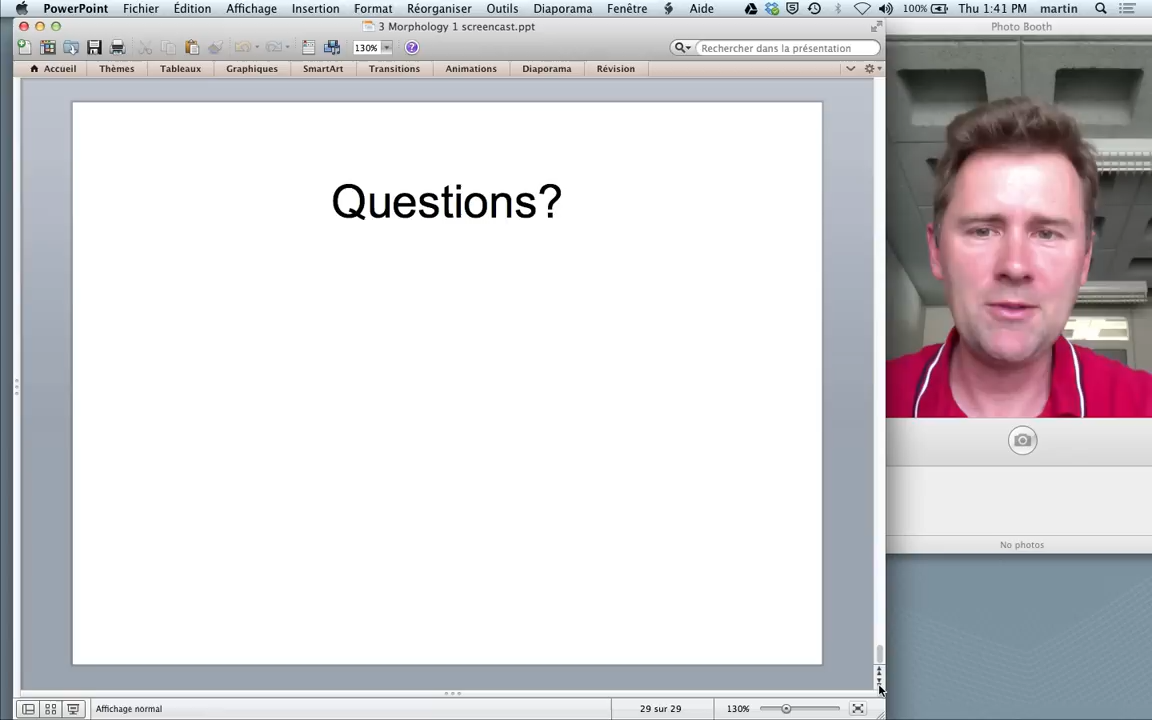 PowerPoint Fichier Édition Affichage Insertion Format Réorganiser Outils Diaporama Fenêtre Aide 100% Thu 1:41 PM martin
3 Morphology 1 screencast.ppt
Photo Booth
130% Rechercher dans la présentation
Accueil Thèmes Tableaux Graphiques SmartArt Transitions Animations Diaporama Révision
Questions?
No photos
Affichage normal 29 sur 29 130%